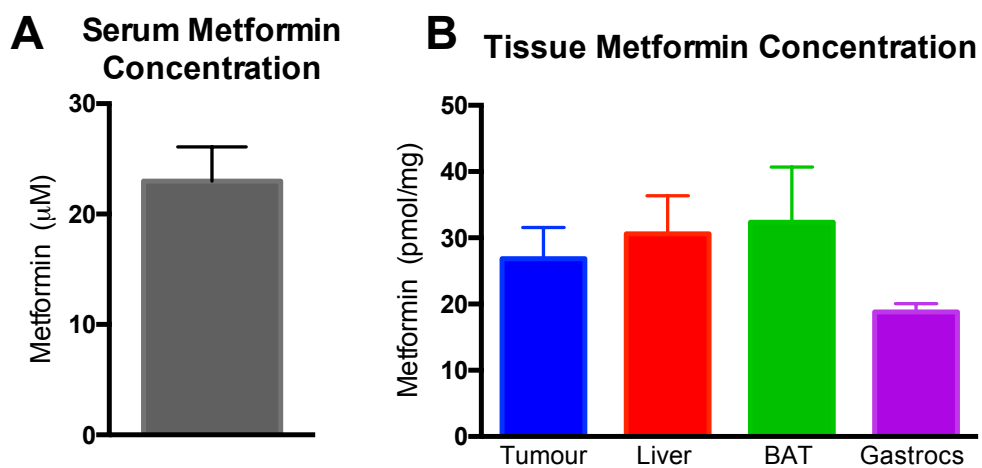 A
Serum Metformin
Concentration
Metformin (μM)
30
20
10
0
B
Tissue Metformin Concentration
Metformin (pmol/mg)
50
40
30
20
10
0
Tumour Liver BAT Gastrocs